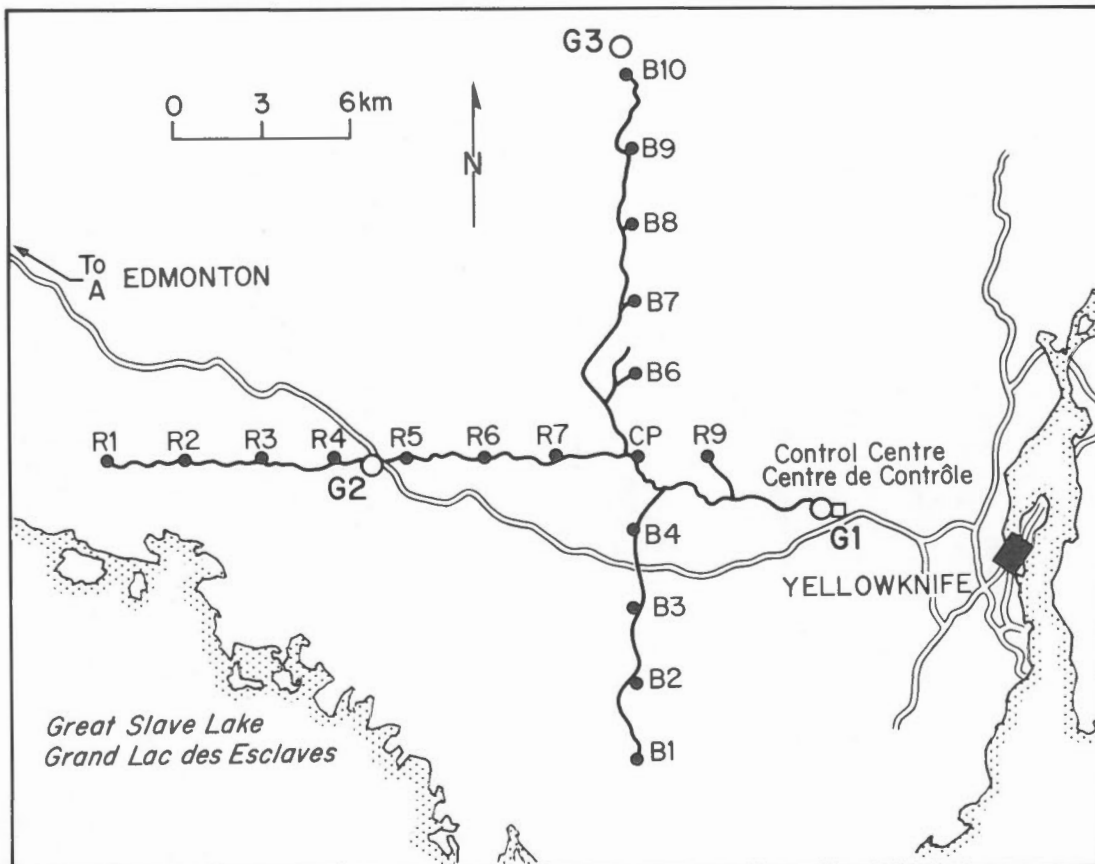 G3
B10
0 3 6 km
N
B9
B8
To
A EDMONTON
B7
B6
R1 R2 R3 R4 R5 R6 R7 CP R9
G2
Control Centre
Centre de Contrôle
G1
B4
YELLOWKNIFE
B3
B2
Great Slave Lake
Grand Lac des Esclaves
B1